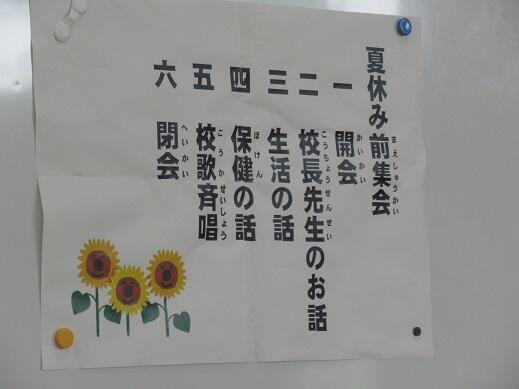 夏休み前集会
一 開会
二 校長先生のお話
三 生活の話
四 保健の話
五 校歌斉唱
六 閉会